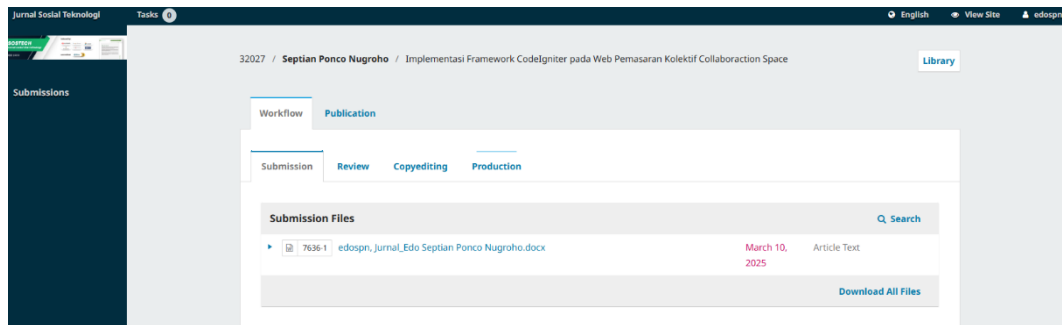 Jurnal Sosial Teknologi Tasks 0 English View Site edospn
32027 / Septian Ponco Nugroho / Implementasi Framework CodeIgniter pada Web Pemasaran Kolektif Collaboraction Space
Library
Submissions
Workflow Publication
Submission Review Copyediting Production
Submission Files Search
7636-1 edospn, Jurnal_Edo Septian Ponco Nugroho.docx March 10, Article Text
2025
Download All Files